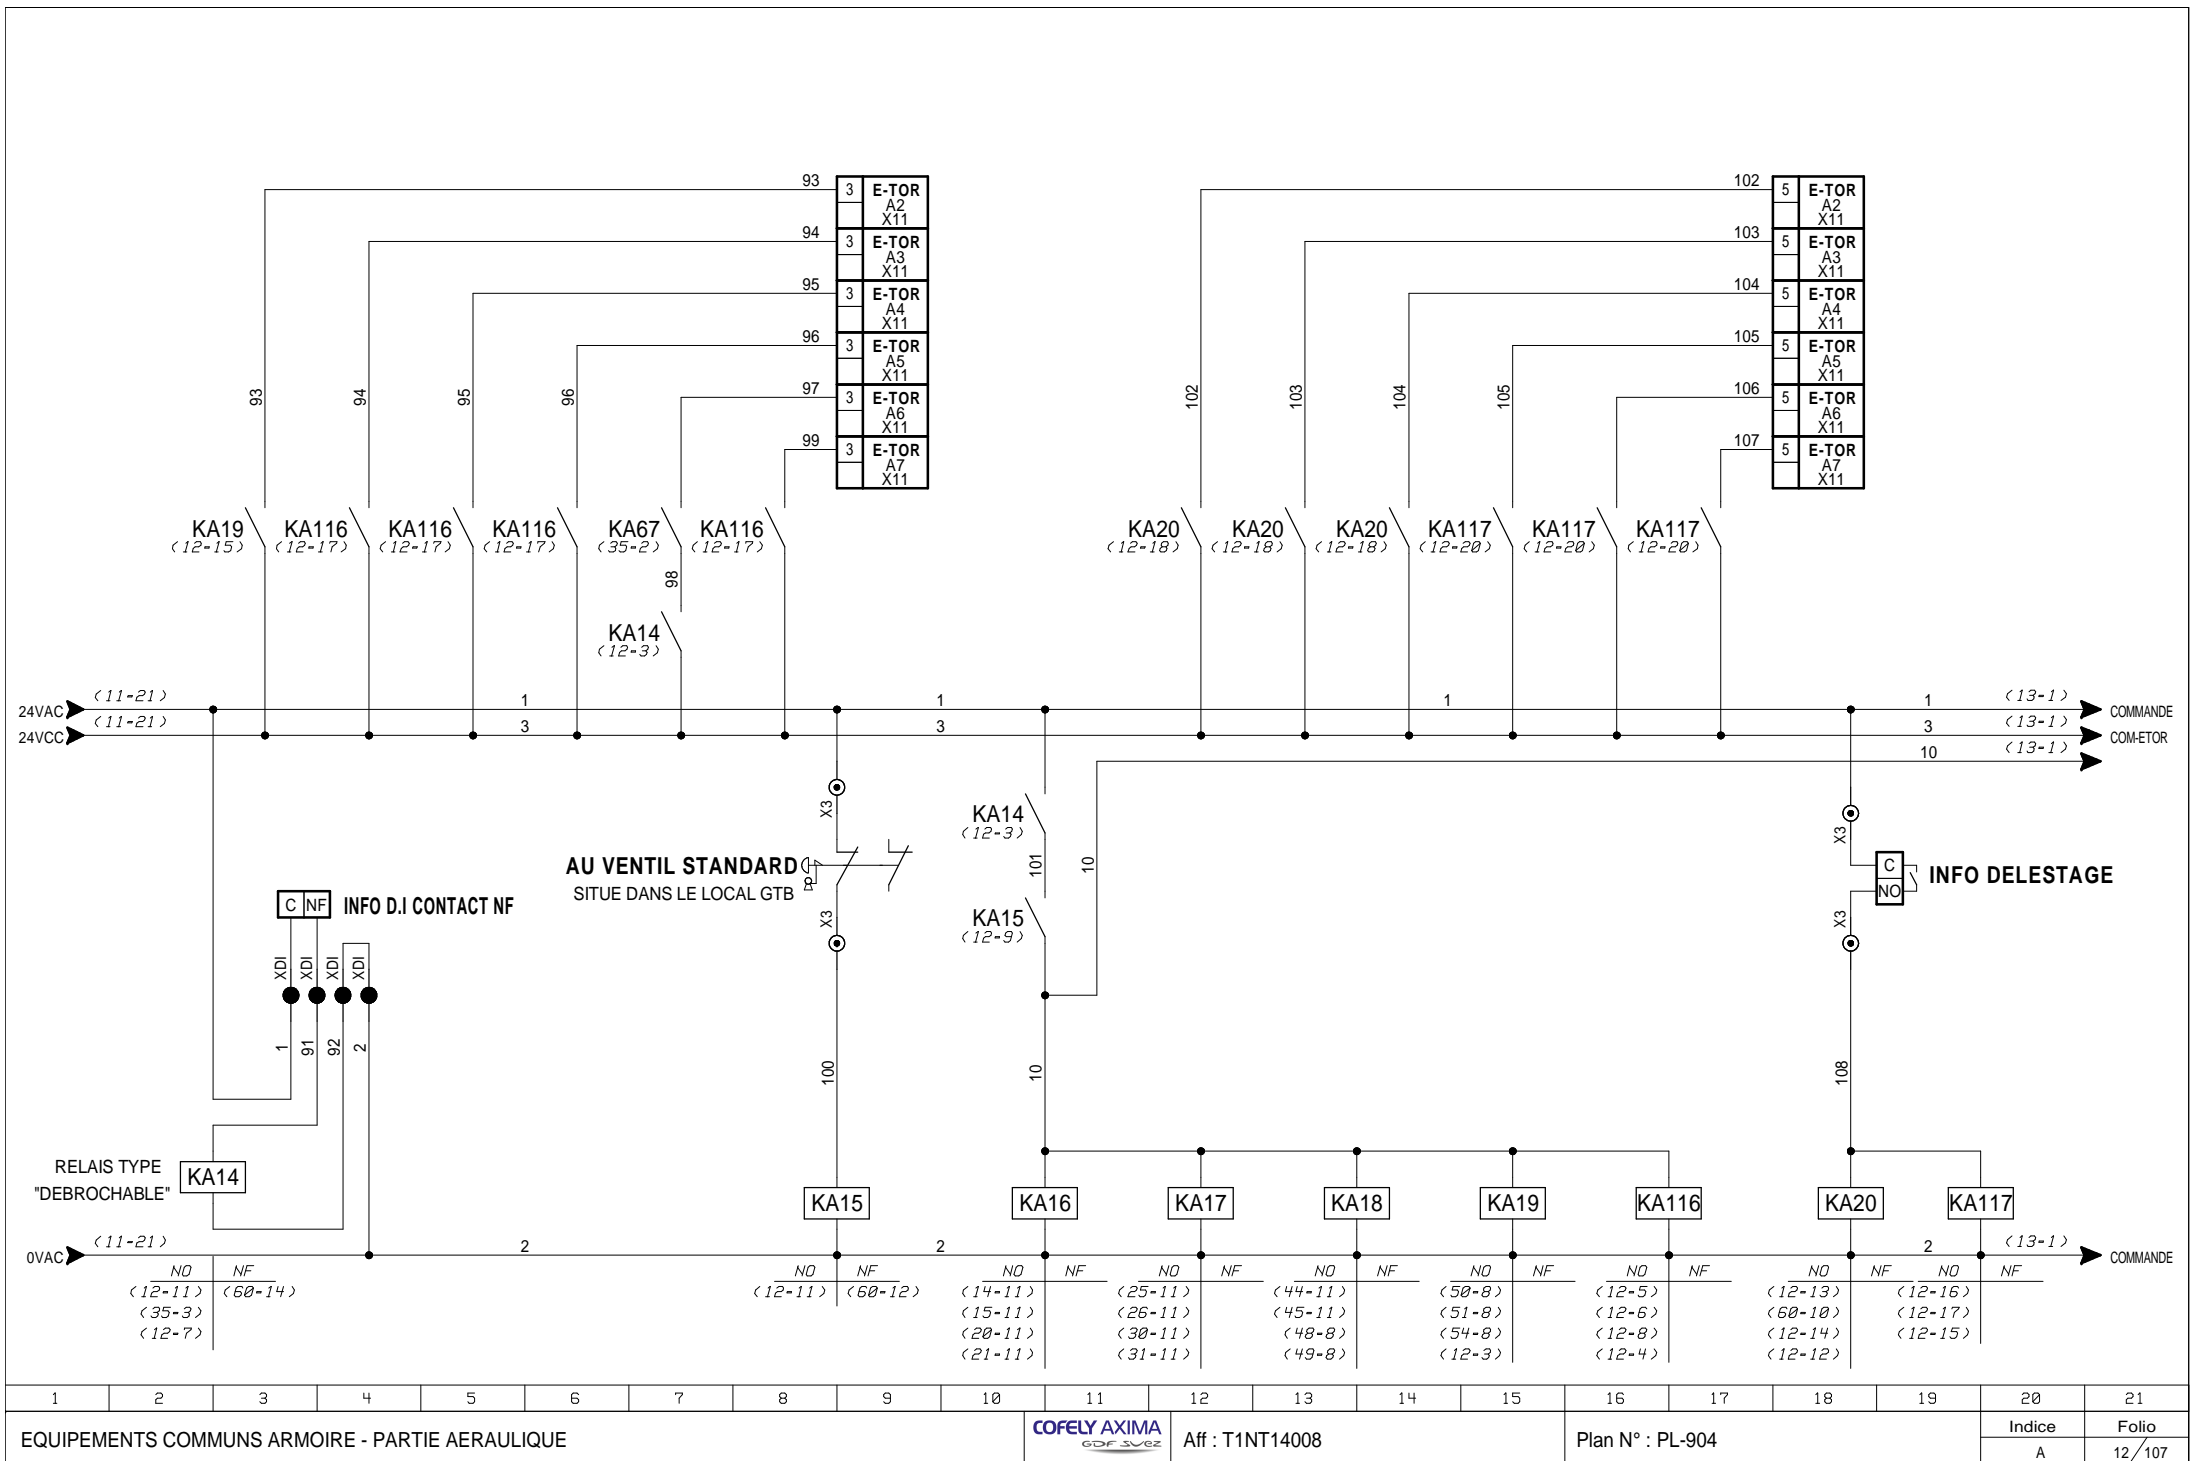 93 3 E-TOR
A2
X11
94 3 E-TOR
A3
X11
95 3 E-TOR
A4
X11
96 3 E-TOR
A5
X11
97 3 E-TOR
A6
X11
99 3 E-TOR
A7
X11
102 5 E-TOR
A2
X11
103 5 E-TOR
A3
X11
104 5 E-TOR
A4
X11
105 5 E-TOR
A5
X11
106 5 E-TOR
A6
X11
107 5 E-TOR
A7
X11
93 94 95 96 102 103 104 105
KA19 KA116 KA116 KA116 KA67 KA116 KA20 KA20 KA20 KA117 KA117 KA117
(12-15) (12-17) (12-17) (12-17) (35-2) (12-17) (12-18) (12-18) (12-18) (12-20) (12-20) (12-20)
98
KA14
(12-3)
24VAC (11-21) 1 1 1 1 (13-1) COMMANDE
24VCC (11-21) 3 3 3 (13-1) COM-ETOR
10 (13-1)
X3
AU VENTIL STANDARD
SITUE DANS LE LOCAL GTB
X3
100
KA14
(12-3)
101
10
KA15
(12-9)
10
X3
C
NO
INFO DELESTAGE
X3
108
C NF INFO D.I CONTACT NF
XDI XDI XDI XDI
1 91 92 2
RELAIS TYPE
"DEBROCHABLE"
KA14
KA15 KA16 KA17 KA18 KA19 KA116 KA20 KA117
0VAC (11-21) 2 2 2 (13-1) COMMANDE
NO NF NO NF NO NF NO NF NO NF NO NF NO NF NO NF NO NF
(12-11) (60-14) (12-11) (60-12) (14-11) (25-11) (44-11) (50-8) (12-5) (12-13) (12-16)
(35-3) (15-11) (26-11) (45-11) (51-8) (12-6) (60-10) (12-17)
(12-7) (20-11) (30-11) (48-8) (54-8) (12-8) (12-14) (12-15)
(21-11) (31-11) (49-8) (12-3) (12-4) (12-12)
1 2 3 4 5 6 7 8 9 10 11 12 13 14 15 16 17 18 19 20 21
EQUIPEMENTS COMMUNS ARMOIRE - PARTIE AERAULIQUE
COFELY AXIMA
GDF SUEZ
Aff : T1NT14008
Plan N° : PL-904
Indice
A
Folio
12/107